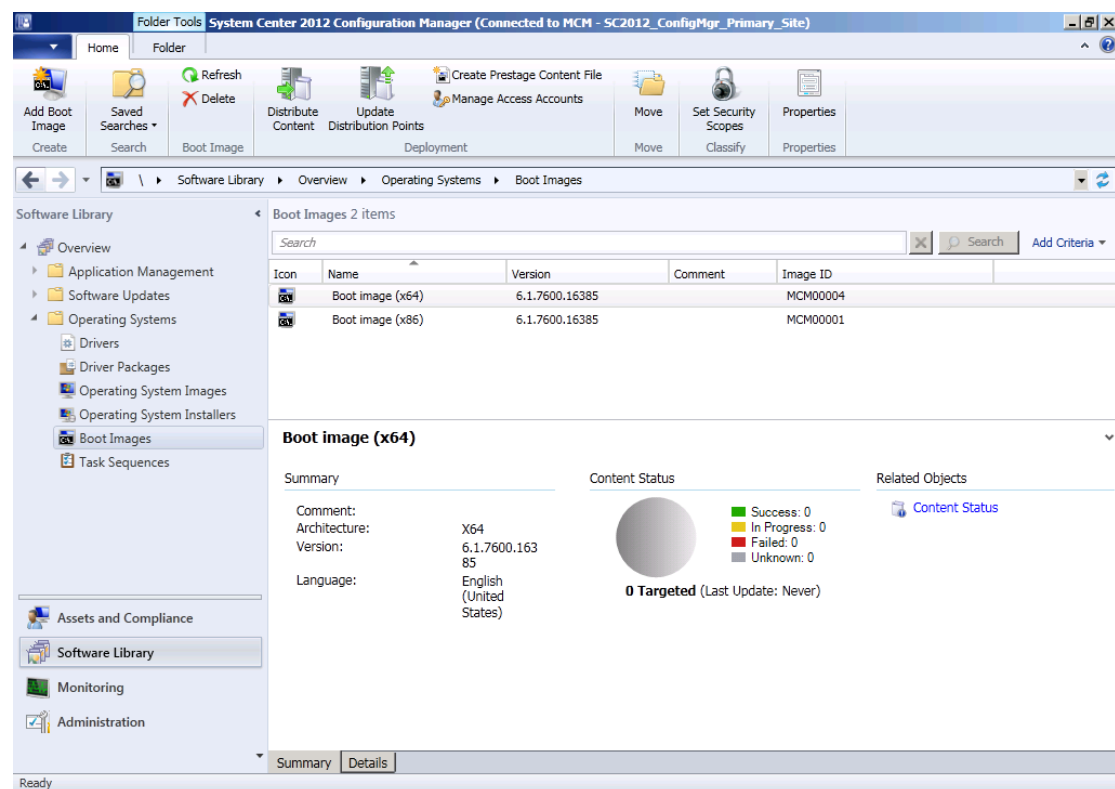 Folder Tools System Center 2012 Configuration Manager (Connected to MCM - SC2012_ConfigMgr_Primary_Site)
Home Folder
Add Boot Image
Saved Searches
Refresh
Delete
Distribute Content
Update Distribution Points
Create Prestage Content File
Manage Access Accounts
Move
Set Security Scopes
Properties
Create Search Boot Image Deployment Move Classify Properties
\ Software Library Overview Operating Systems Boot Images
Software Library
Overview
Application Management
Software Updates
Operating Systems
Drivers
Driver Packages
Operating System Images
Operating System Installers
Boot Images
Task Sequences
Assets and Compliance
Software Library
Monitoring
Administration
Boot Images 2 items
Search Search Add Criteria
Icon Name Version Comment Image ID
Boot image (x64) 6.1.7600.16385 MCM00004
Boot image (x86) 6.1.7600.16385 MCM00001
Boot image (x64)
Summary
Comment:
Architecture: X64
Version: 6.1.7600.163
85
Language: English
(United
States)
Content Status
Success: 0
In Progress: 0
Failed: 0
Unknown: 0
0 Targeted (Last Update: Never)
Related Objects
Content Status
Summary Details
Ready